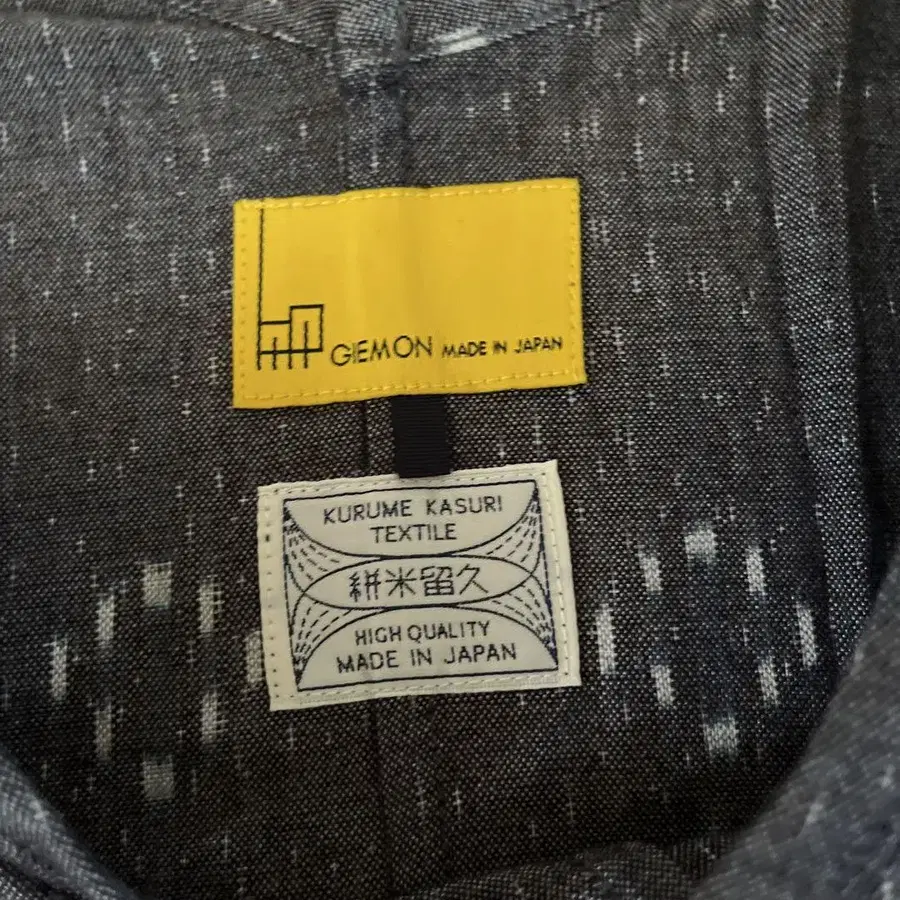 GIEMON MADE IN JAPAN
KURUME KASURI
TEXTILE
絣米留久
HIGH QUALITY
MADE IN JAPAN